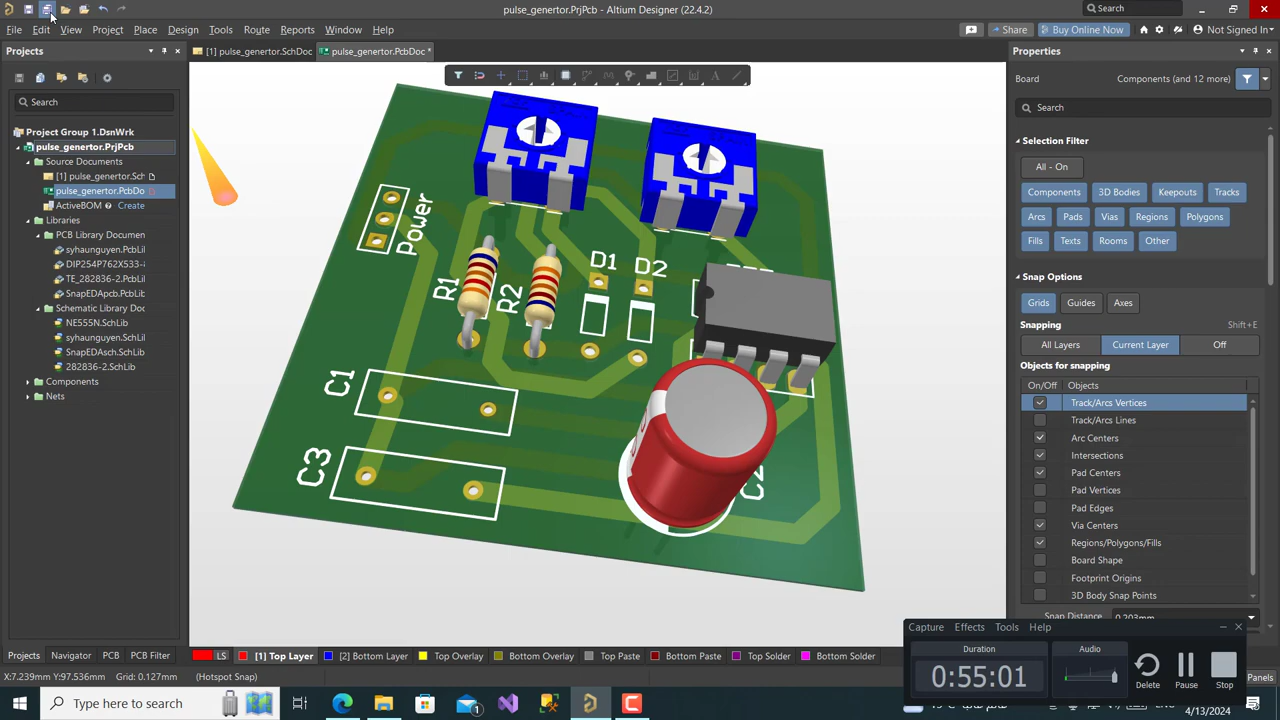 pulse_genertor.PrjPcb - Altium Designer (22.4.2)
Search
File Edit View Project Place Design Tools Route Reports Window Help
Share
Buy Online Now
Not Signed In
Projects
[1] pulse_genertor.SchDoc
pulse_genertor.PcbDoc *
Properties
Board
Components (and 12 more)
Search
Search
Project Group 1.DsnWrk
pulse_genertor.PrjPcb
Source Documents
[1] pulse_genertor.Sch
pulse_genertor.PcbDo
ActiveBOM
Create
Libraries
PCB Library Documen
syhaunguyen.PcbLil
DIP254P762X533-
TE_282836-2.PcbLib
SnapEDApcb.PcbLib
Schematic Library Doc
NE555N.SchLib
syhaunguyen.SchLil
SnapEDAsch.SchLib
282836-2.SchLib
Components
Nets
Power
R1
R2
D1
D2
C1
C3
C2
Selection Filter
All - On
Components 3D Bodies Keepouts Tracks
Arcs Pads Vias Regions Polygons
Fills Texts Rooms Other
Snap Options
Grids Guides Axes
Snapping
Shift+E
All Layers Current Layer Off
Objects for snapping
On/Off Objects
Track/Arcs Vertices
Track/Arcs Lines
Arc Centers
Intersections
Pad Centers
Pad Vertices
Pad Edges
Via Centers
Regions/Polygons/Fills
Board Shape
Footprint Origins
3D Body Snap Points
Snap Distance
0.203mm
Capture Effects Tools Help
Duration
0:55:01
Audio
Delete
Pause
Stop
Projects Navigator PCB PCB Filter
LS [1] Top Layer [2] Bottom Layer Top Overlay Bottom Overlay Top Paste Bottom Paste Top Solder Bottom Solder
X:7.239mm Y:97.536mm Grid: 0.127mm (Hotspot Snap)
Panels
Type here to search
1
4/13/2024